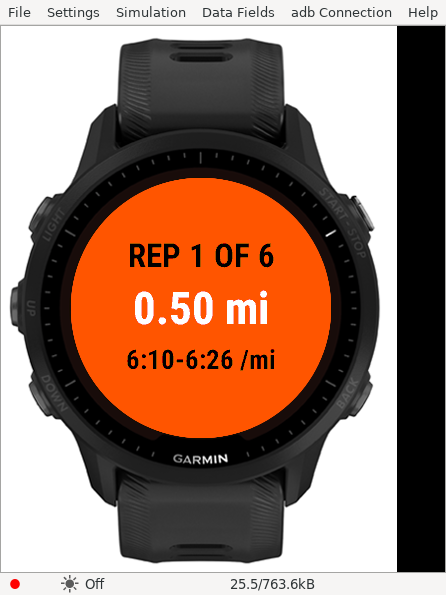 File Settings Simulation Data Fields adb Connection Help
LIGHT
START·STOP
REP 1 OF 6
0.50 mi
UP
6:10-6:26 /mi
DOWN
BACK
GARMIN
Off 25.5/763.6kB